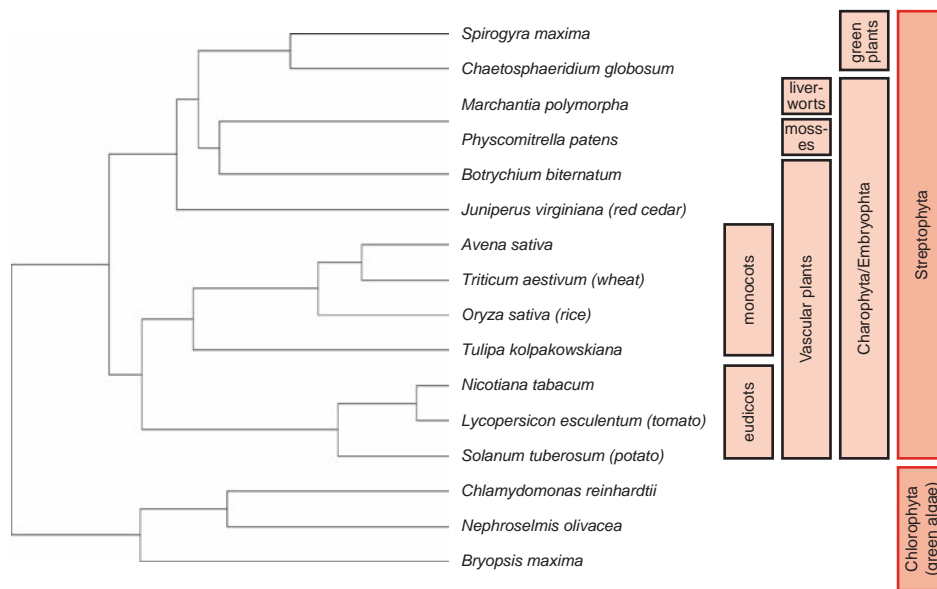 Spirogyra maxima
Chaetosphaeridium globosum
Marchantia polymorpha
Physcomitrella patens
Botrychium biternatum
Juniperus virginiana (red cedar)
Avena sativa
Triticum aestivum (wheat)
Oryza sativa (rice)
Tulipa kolpakowskiana
Nicotiana tabacum
Lycopersicon esculentum (tomato)
Solanum tuberosum (potato)
Chlamydomonas reinhardtii
Nephroselmis olivacea
Bryopsis maxima
monocots
eudicots
liver-
worts
moss-
es
Vascular plants
green
plants
Charophyta/Embryophta
Streptophyta
Chlorophyta
(green algae)